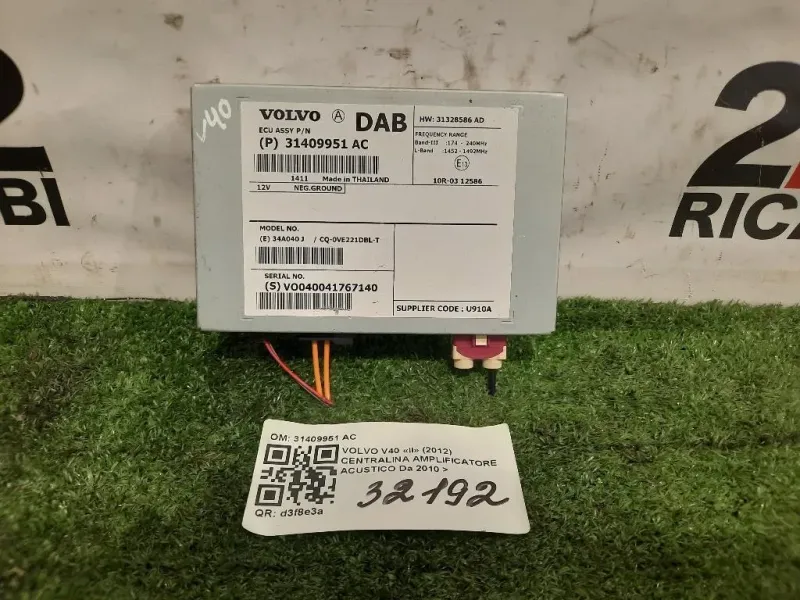 2
BI
2
RICA
V40
VOLVO A DAB
ECU ASSY P/N
(P) 31409951 AC
1411 Made in THAILAND
12V NEG.GROUND
HW: 31328586 AD
FREQUENCY RANGE
Band-III :174 - 240MHz
L-Band :1452 - 1492MHz
E13
10R-03 12586
MODEL NO.
(E) 34A040 J / CQ-0VE221DBL-T
SERIAL NO.
(S) VO040041767140
SUPPLIER CODE : U910A
OM: 31409951 AC
VOLVO V40 «II» (2012)
CENTRALINA AMPLIFICATORE
ACUSTICO Da 2010 >
32192
QR: d3f8e3a